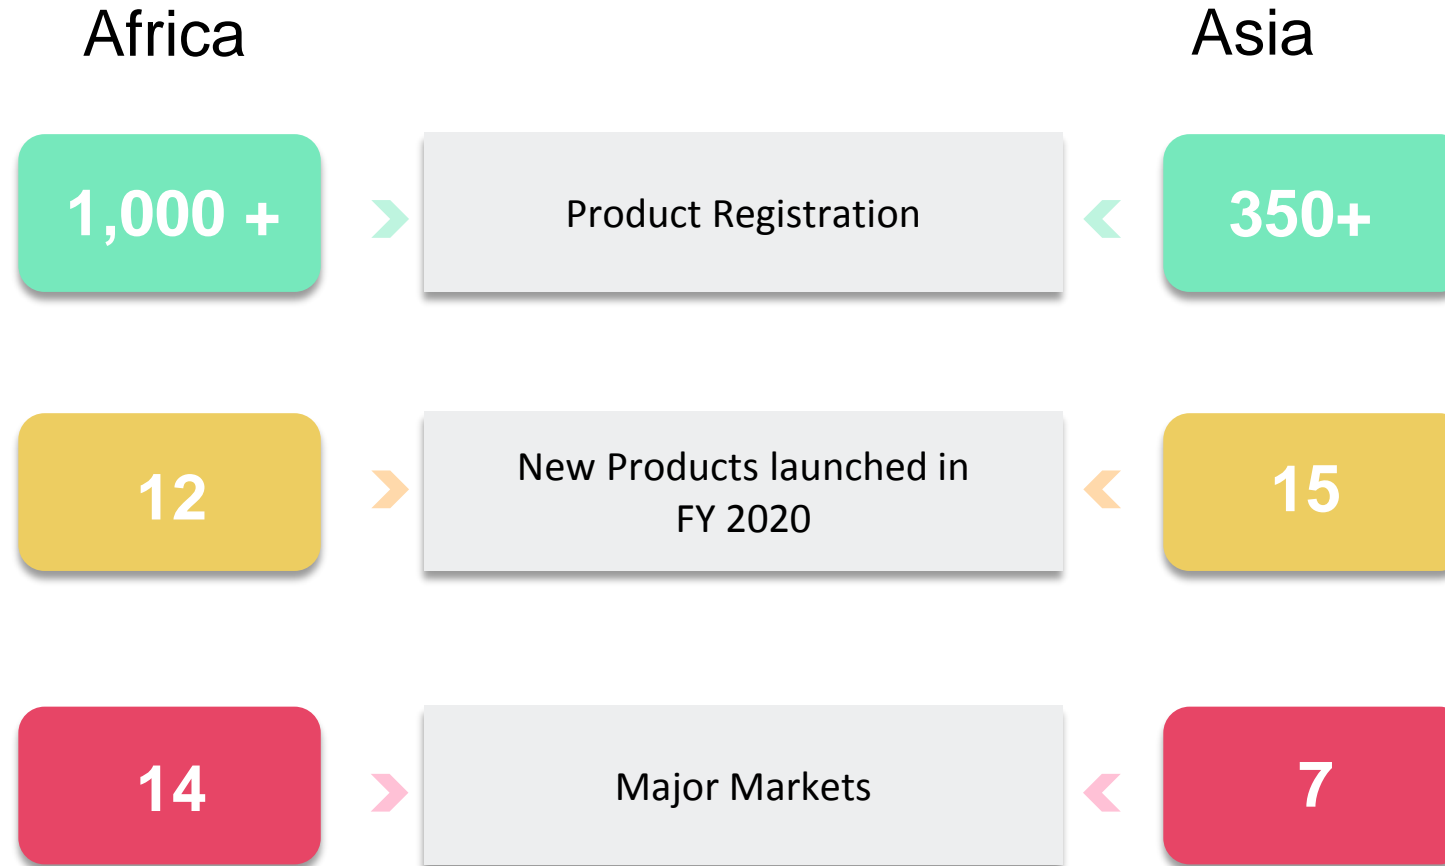 Africa
Asia
1,000 +
Product Registration
350+
12
New Products launched in
FY 2020
15
14
Major Markets
7